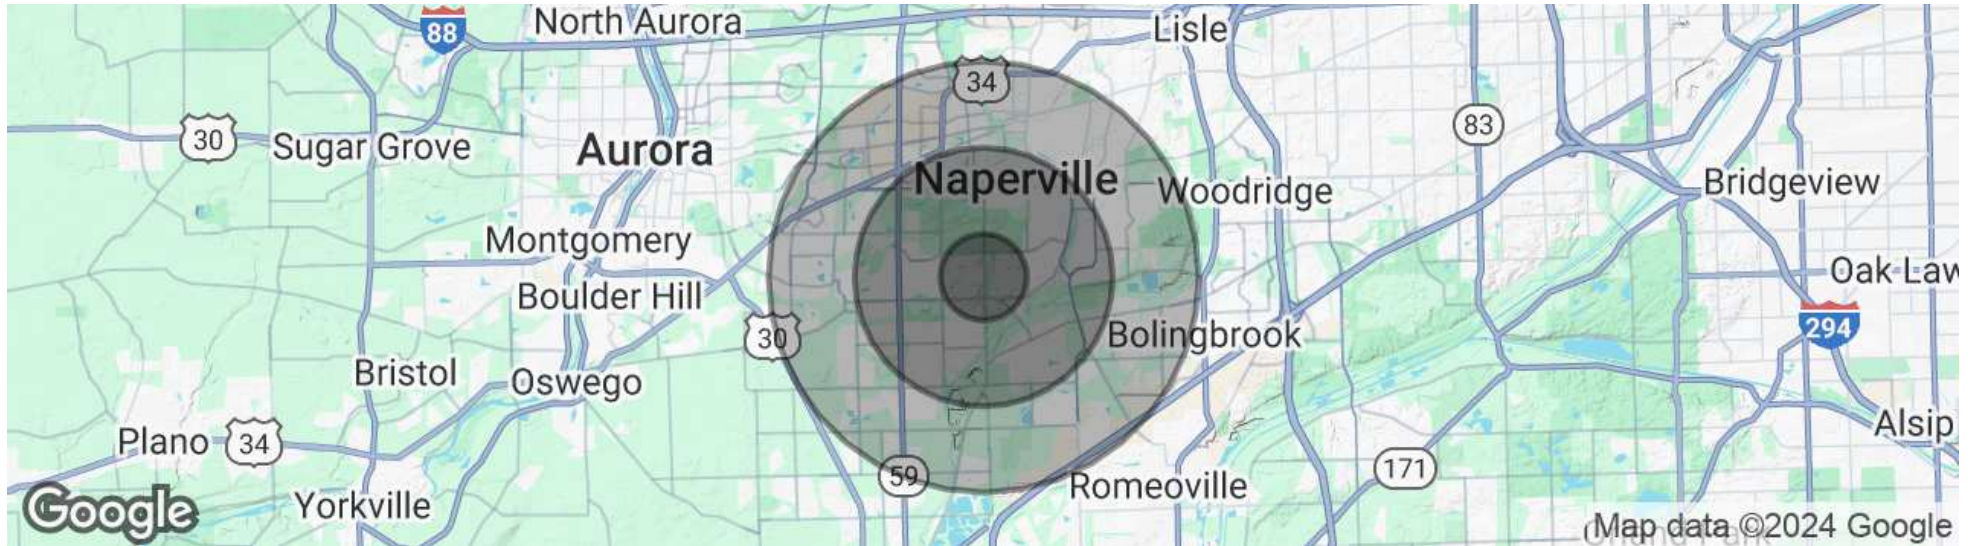 88
North Aurora
Lisle
34
30
Sugar Grove
Aurora
83
Naperville
Woodridge
Bridgeview
Montgomery
Boulder Hill
Oak Law
30
Bolingbrook
294
Bristol
Oswego
Plano
34
Alsip
59
171
Romeoville
Yorkville
Google
Map data ©2024 Google